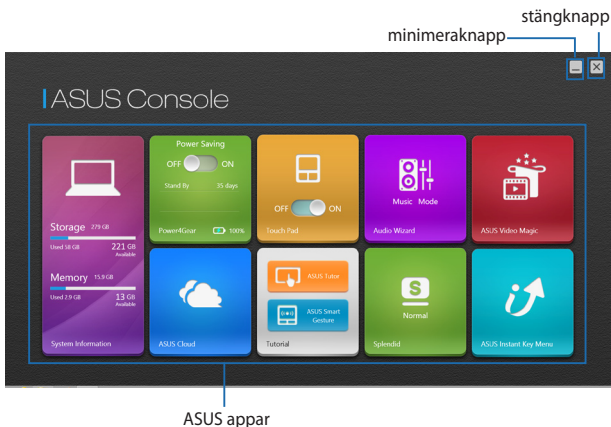 stängknapp
minimeraknapp
ASUS Console
Power Saving
OFF ON
Stand By 35 days
Power4Gear 100%
OFF ON
Touch Pad
Music Mode
Audio Wizard
ASUS Video Magic
Storage 279 GB
Used 58 GB 221 GB
Available
Memory 15.9 GB
Used 2.9 GB 13 GB
Available
System Information
ASUS Cloud
ASUS Tutor
ASUS Smart
Gesture
Tutorial
S
Normal
Splendid
ASUS Instant Key Menu
ASUS appar